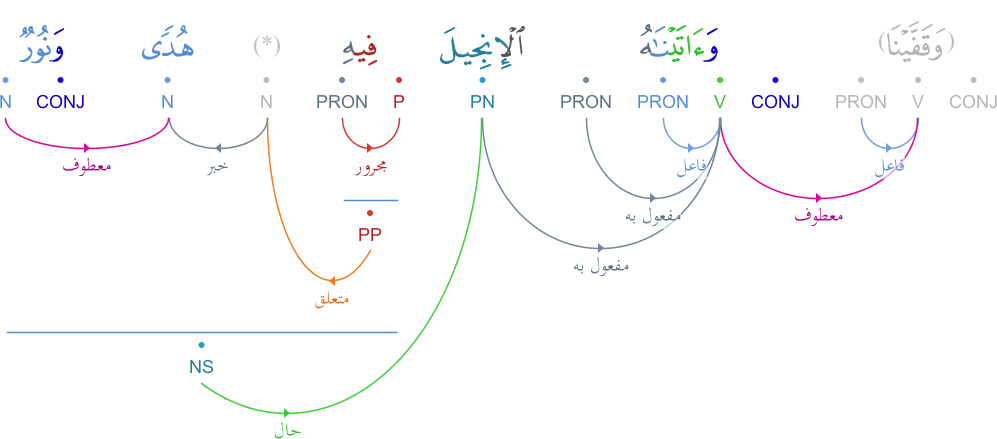 (وَقَفَّيْنَا) وَءَاتَيْنَـٰهُ ٱلْإِنجِيلَ فِيهِ (*) هُدًى وَنُورٌ
N CONJ N N PRON P PN PRON PRON V CONJ PRON V CONJ
معطوف خبر مجرور فاعل فاعل
مفعول به معطوف
PP
مفعول به
متعلق
NS
حال